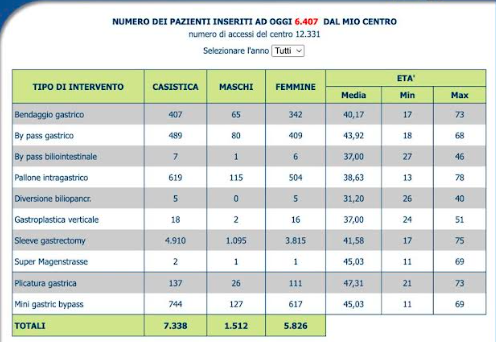 NUMERO DEI PAZIENTI INSERITI AD OGGI 6.407 DAL MIO CENTRO
numero di accessi del centro 12.331
Selezionare l'anno Tutti
TIPO DI INTERVENTO CASISTICA MASCHI FEMMINE ETA'
Media Min Max
Bendaggio gastrico 407 65 342 40,17 17 73
By pass gastrico 489 80 409 43,92 18 68
By pass biliointestinale 7 1 6 37,00 27 46
Pallone intragastrico 619 115 504 38,63 13 78
Diversione biliopancr. 5 0 5 31,20 26 40
Gastroplastica verticale 18 2 16 37,00 24 51
Sleeve gastrectomy 4.910 1.095 3.815 41,58 17 75
Super Magenstrasse 2 1 1 45,03 11 69
Plicatura gastrica 137 26 111 47,31 21 73
Mini gastric bypass 744 127 617 45,03 11 69
TOTALI 7.338 1.512 5.826